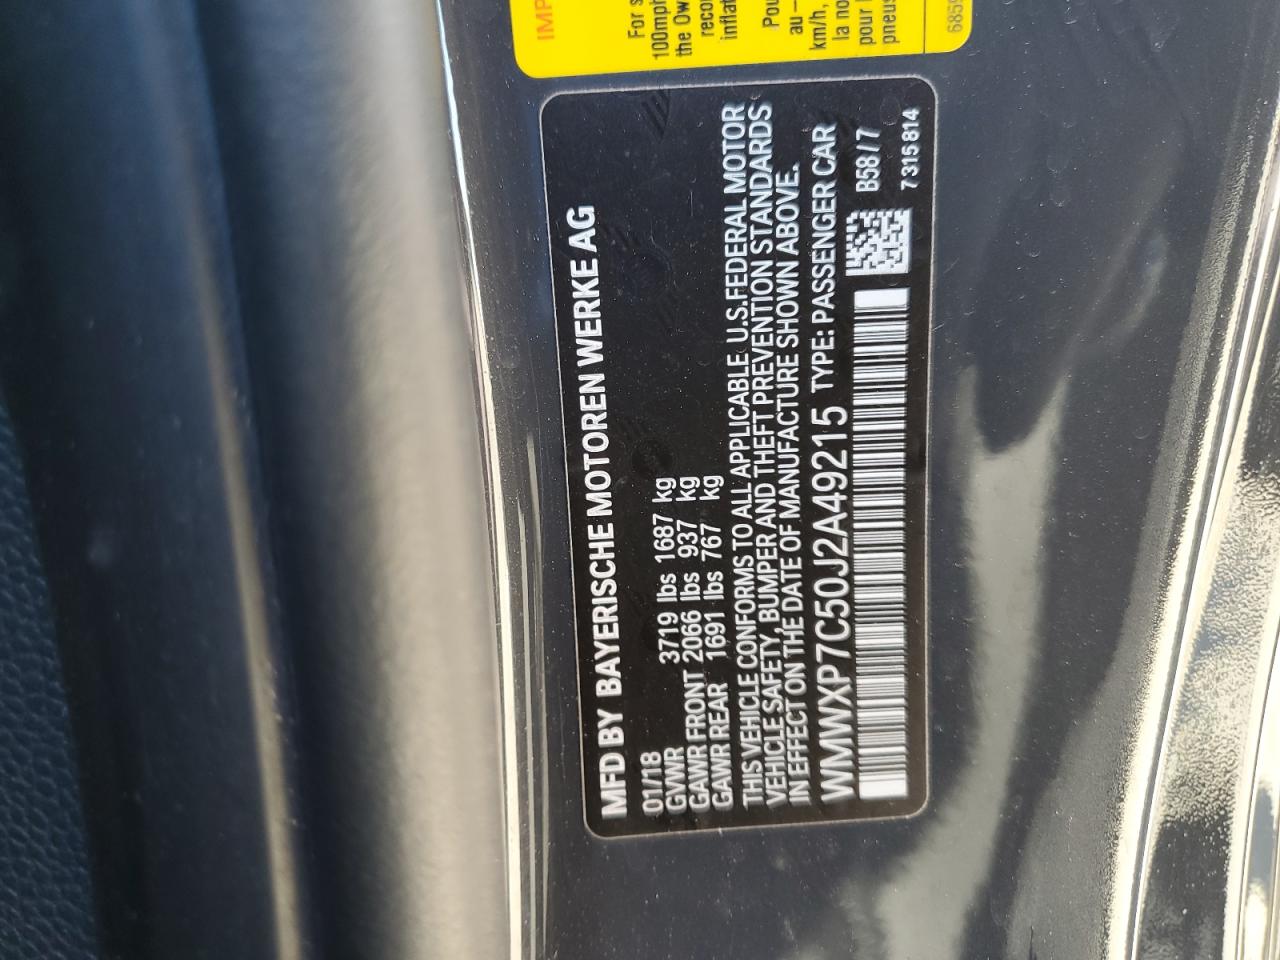 MFD BY BAYERISCHE MOTOREN WERKE AG
01/18
GVWR 3719 lbs 1687 kg
GAWR FRONT 2066 lbs 937 kg
GAWR REAR 1691 lbs 767 kg
THIS VEHICLE CONFORMS TO ALL APPLICABLE U.S.FEDERAL MOTOR
VEHICLE SAFETY, BUMPER AND THEFT PREVENTION STANDARDS
IN EFFECT ON THE DATE OF MANUFACTURE SHOWN ABOVE.
WMWXP7C50J2A49215 TYPE: PASSENGER CAR
B58/7
7 315 814
For s
100mph
the Ow
recon
inflat
Pou
au
km/h,
la no
pour l
pneus
685